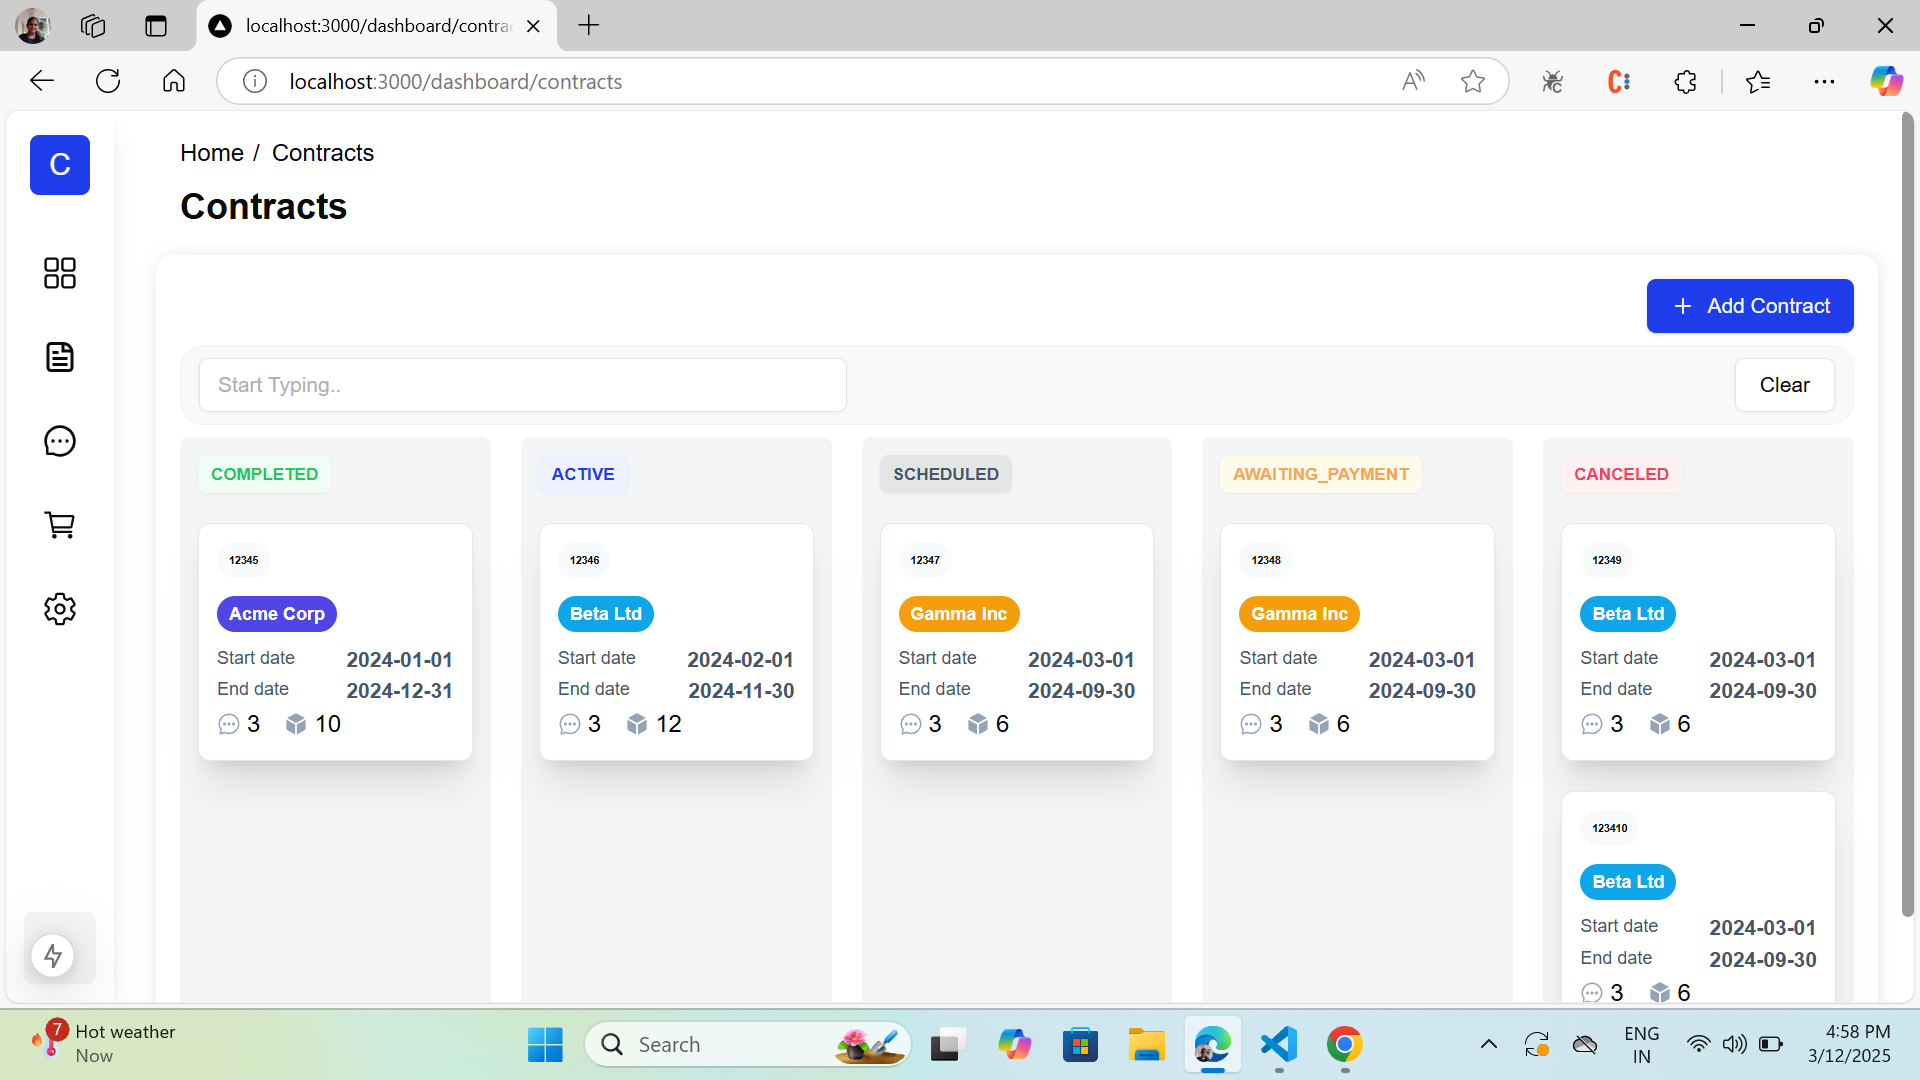 localhost:3000/dashboard/contra
localhost:3000/dashboard/contracts
C
Home / Contracts
Contracts
+ Add Contract
Start Typing..
Clear
COMPLETED
12345
Acme Corp
Start date 2024-01-01
End date 2024-12-31
3 10
ACTIVE
12346
Beta Ltd
Start date 2024-02-01
End date 2024-11-30
3 12
SCHEDULED
12347
Gamma Inc
Start date 2024-03-01
End date 2024-09-30
3 6
AWAITING_PAYMENT
12348
Gamma Inc
Start date 2024-03-01
End date 2024-09-30
3 6
CANCELED
12349
Beta Ltd
Start date 2024-03-01
End date 2024-09-30
3 6
123410
Beta Ltd
Start date 2024-03-01
End date 2024-09-30
3 6
7
Hot weather
Now
Search
ENG
IN
4:58 PM
3/12/2025